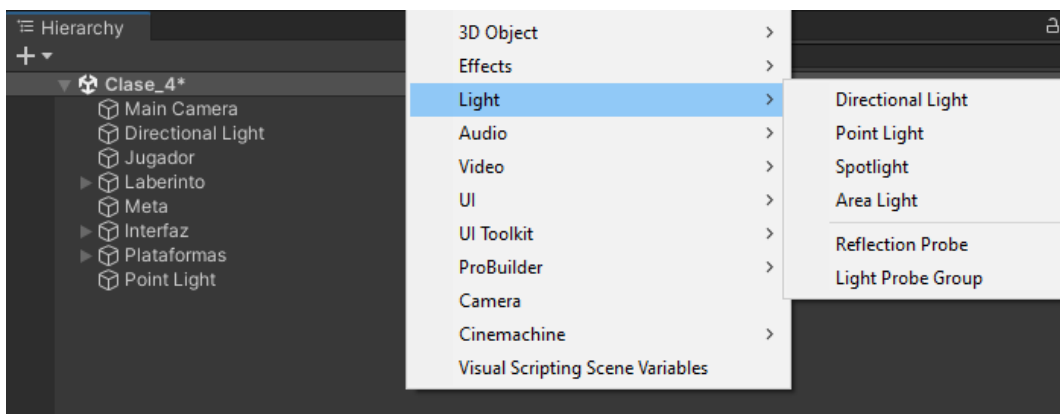 Hierarchy
Clase_4*
Main Camera
Directional Light
Jugador
Laberinto
Meta
Interfaz
Plataformas
Point Light
3D Object
Effects
Light
Audio
Video
UI
UI Toolkit
ProBuilder
Camera
Cinemachine
Visual Scripting Scene Variables
Directional Light
Point Light
Spotlight
Area Light
Reflection Probe
Light Probe Group